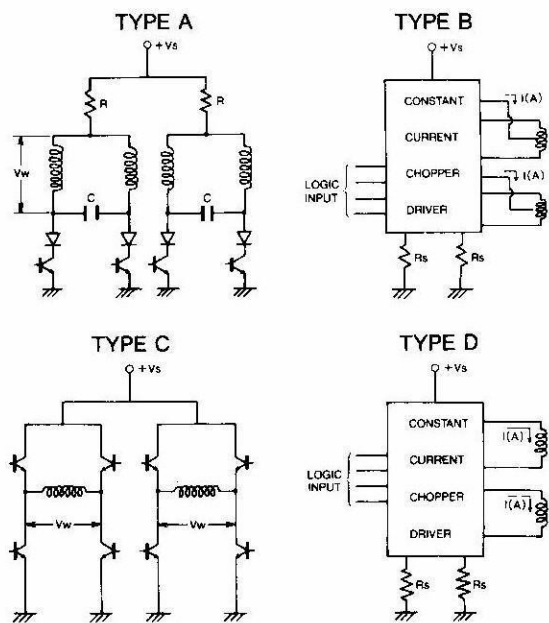 TYPE A
+Vs
R
R
Vw
C
C
TYPE B
+Vs
CONSTANT
I(A)
CURRENT
I(A)
CHOPPER
LOGIC
INPUT
DRIVER
Rs
Rs
TYPE C
+Vs
Vw
Vw
TYPE D
+Vs
CONSTANT
I(A)
CURRENT
LOGIC
INPUT
CHOPPER
I(A)
DRIVER
Rs
Rs